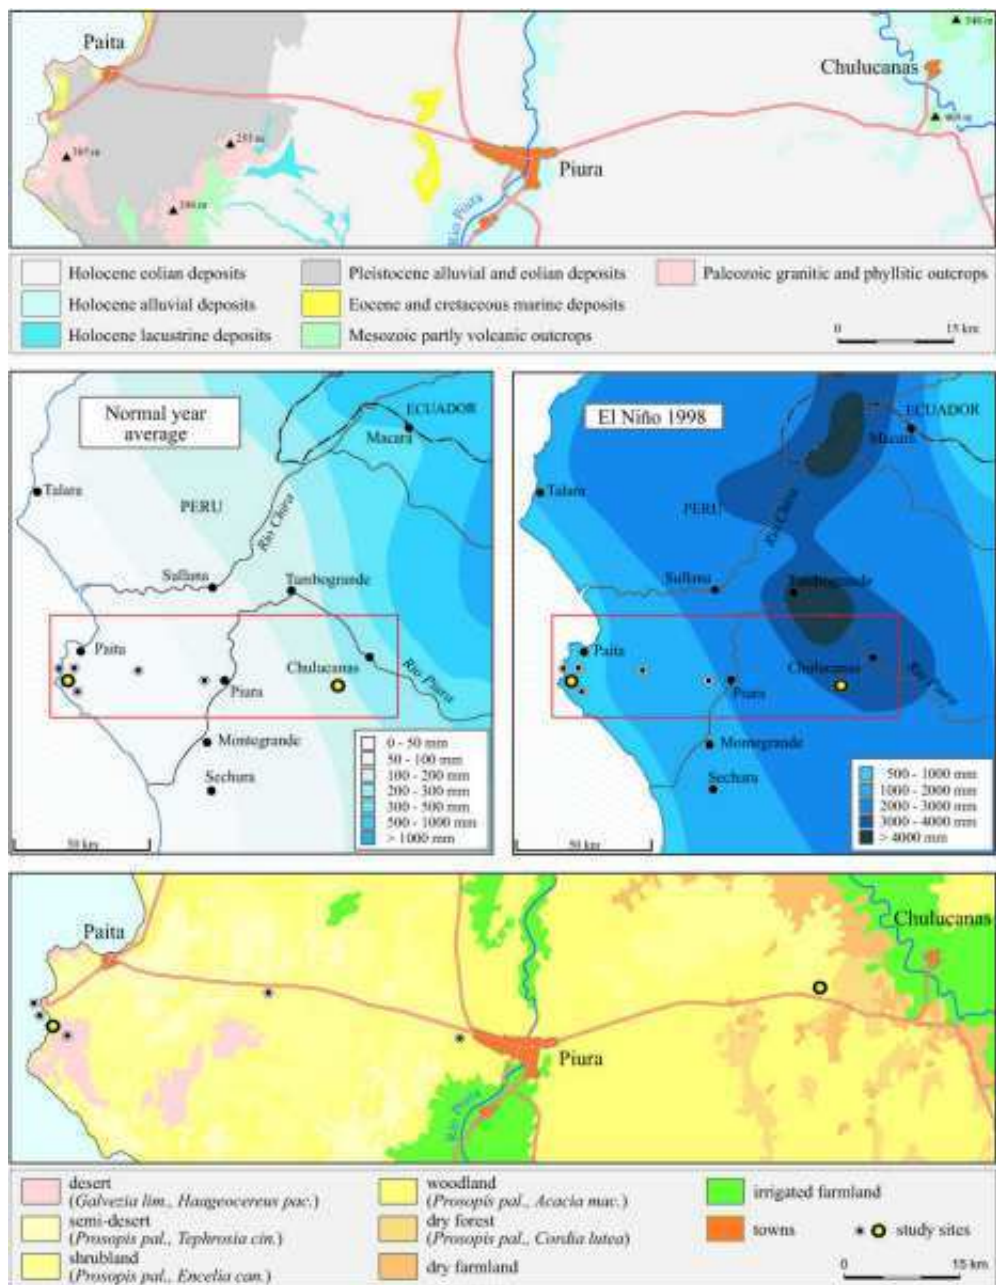 Paita
Chulucanas
Piura
Río Piura
Holocene eolian deposits
Pleistocene alluvial and eolian deposits
Paleozoic granitic and phyllitic outcrops
Holocene alluvial deposits
Eocene and cretaceous marine deposits
Holocene lacustrine deposits
Mesozoic partly volcanic outcrops
0 15 km
Normal year
average
ECUADOR
Macará
Talara
PERU
Río Chira
Sullana
Tambogrande
Paita
Chulucanas
Río Piura
Piura
Montegrande
Sechura
0 - 50 mm
50 - 100 mm
100 - 200 mm
200 - 300 mm
300 - 500 mm
500 - 1000 mm
> 1000 mm
50 km
El Niño 1998
ECUADOR
Macará
Talara
PERU
Río Chira
Sullana
Tambogrande
Paita
Chulucanas
Piura
Montegrande
Sechura
500 - 1000 mm
1000 - 2000 mm
2000 - 3000 mm
3000 - 4000 mm
> 4000 mm
50 km
Paita
Chulucanas
Piura
Río Piura
desert
(Galvezia lim., Haageocereus pac.)
semi-desert
(Prosopis pal., Tephrosia cin.)
shrubland
(Prosopis pal., Encelia can.)
woodland
(Prosopis pal., Acacia mac.)
dry forest
(Prosopis pal., Cordia lutea)
dry farmland
irrigated farmland
towns
study sites
0 15 km